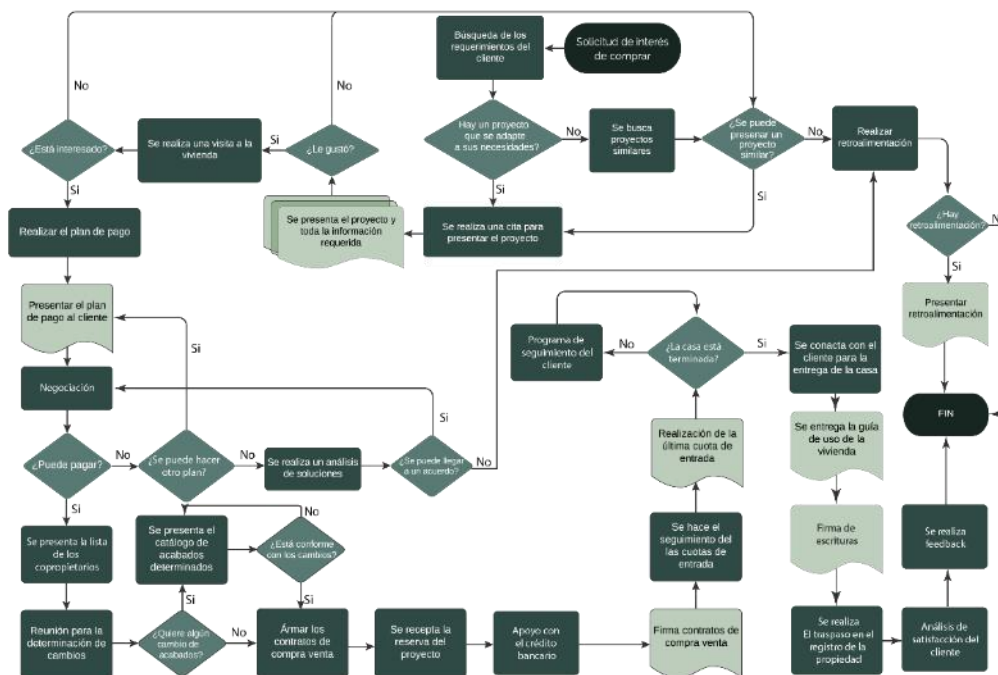 Búsqueda de los
requerimientos del
cliente
Solicitud de interés
de comprar
No
No
Hay un proyecto
que se adapte
a sus necesidades?
No
Se busca
proyectos
similares
¿Se puede
presenar un
proyecto
similar?
No
Realizar
retroalimentación
¿Está interesado?
Se realiza una visita a la
vivienda
Si
¿Le gustó?
Si
Si
Si
Realizar el plan de pago
Se presenta el proyecto y
toda la información
requerida
Se realiza una cita para
presentar el proyecto
¿Hay
retroalimentación?
N
Si
Presentar el plan
de pago al cliente
Presentar
retroalimentación
Si
Programa de
seguimiento del
cliente
No
¿La casa está
terminada?
Si
Se conacta con el
cliente para la
entrega de la casa
Negociación
Si
FIN
Realización de la
última cuota de
entrada
Se entrega la guía
de uso de la
vivienda
¿Puede pagar?
No
¿Se puede hacer
otro plan?
No
Se realiza un análisis
de soluciones
¿Se puede llegar
a un acuerdo?
No
Si
No
Se presenta la lista
de los
copropietarios
Se presenta el
catálogo de
acabados
determinados
¿Está conforme
con los cambios?
Se hace el
seguimiento del
las cuotas de
entrada
Firma de
escrituras
Se realiza
feedback
Si
Si
Reunión para la
determinación de
cambios
¿Quiere algún
cambio de
acabados?
No
Ármar los
contratos de
compra venta
Se recepta la
reserva del
proyecto
Apoyo con
el crédito
bancario
Firma contratos de
compra venta
Se realiza
El traspaso en el
registro de la
propiedad
Análisis de
satisfacción del
cliente